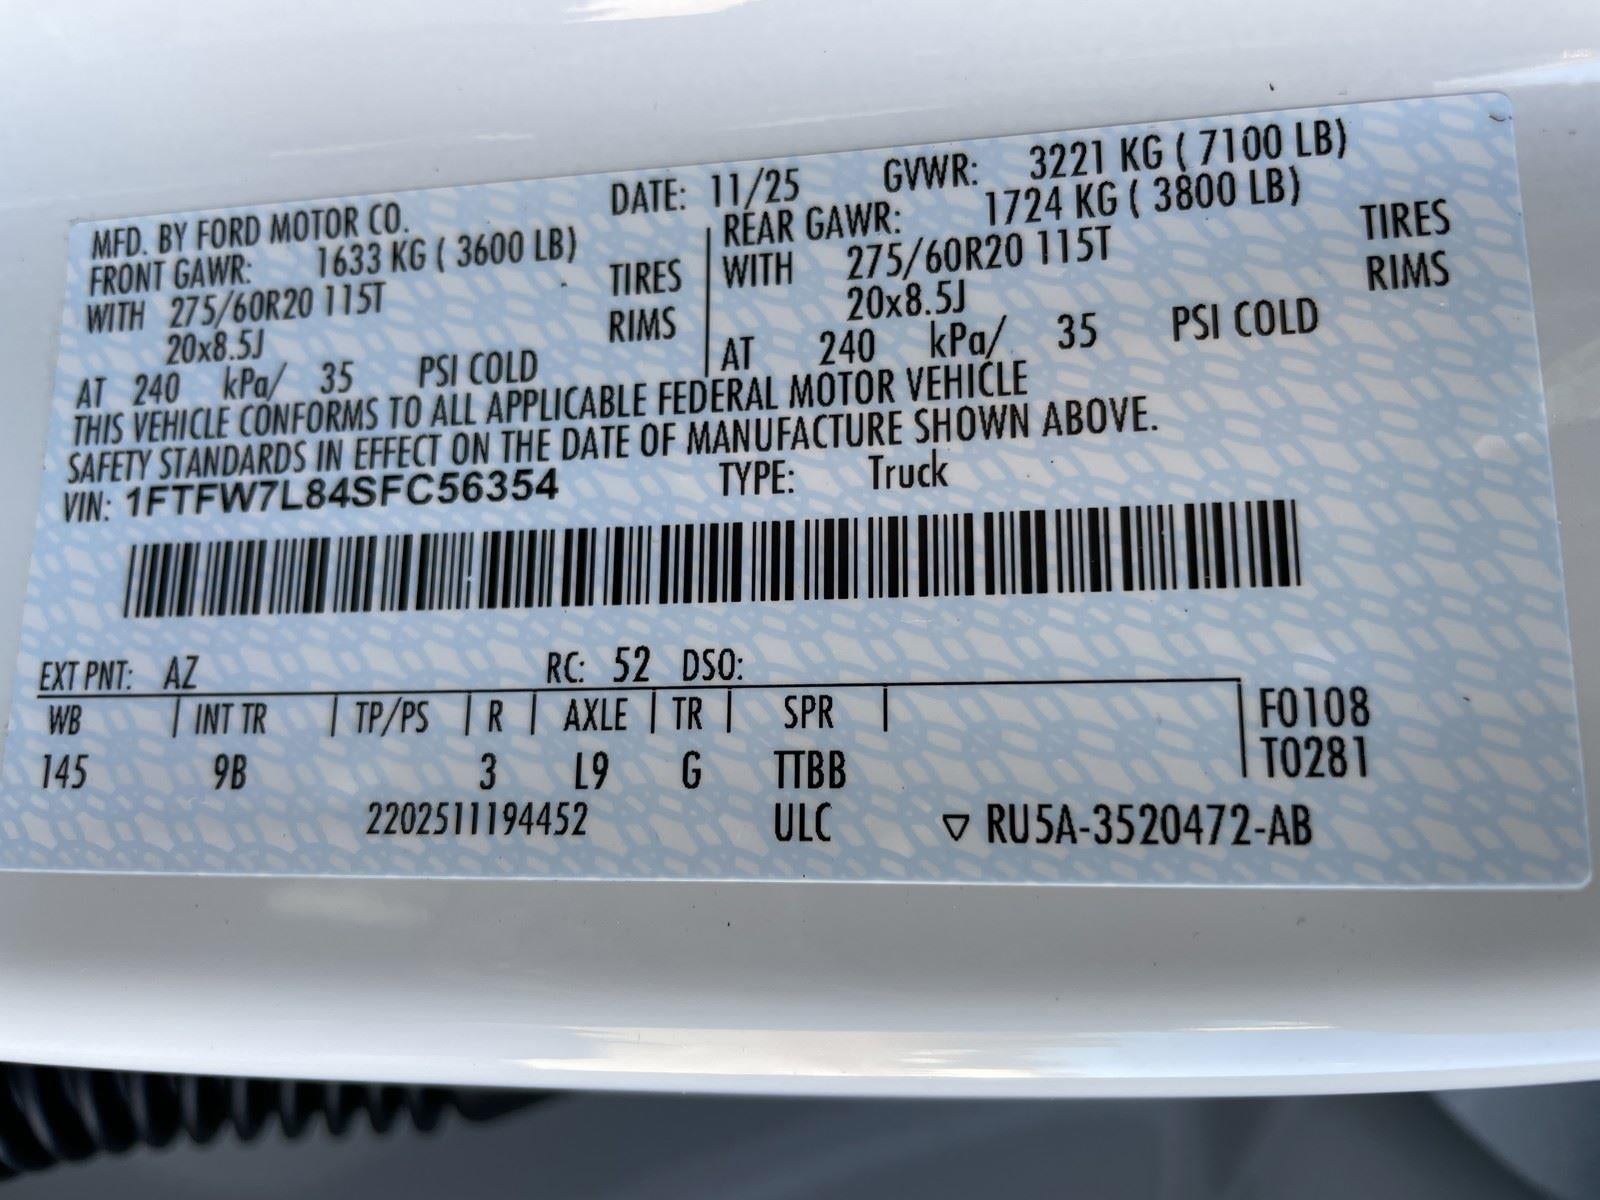 MFD. BY FORD MOTOR CO. DATE: 11/25 GVWR: 3221 KG ( 7100 LB)
FRONT GAWR: 1633 KG ( 3600 LB) REAR GAWR: 1724 KG ( 3800 LB)
WITH 275/60R20 115T TIRES WITH 275/60R20 115T TIRES
20x8.5J RIMS 20x8.5J RIMS
AT 240 kPa/ 35 PSI COLD AT 240 kPa/ 35 PSI COLD
THIS VEHICLE CONFORMS TO ALL APPLICABLE FEDERAL MOTOR VEHICLE
SAFETY STANDARDS IN EFFECT ON THE DATE OF MANUFACTURE SHOWN ABOVE.
VIN: 1FTFW7L84SFC56354 TYPE: Truck
EXT PNT: AZ RC: 52 DSO:
WB | INT TR | TP/PS | R | AXLE | TR | SPR | F0108
145 9B 3 L9 G TTBB T0281
2202511194452 ULC ▽ RU5A-3520472-AB